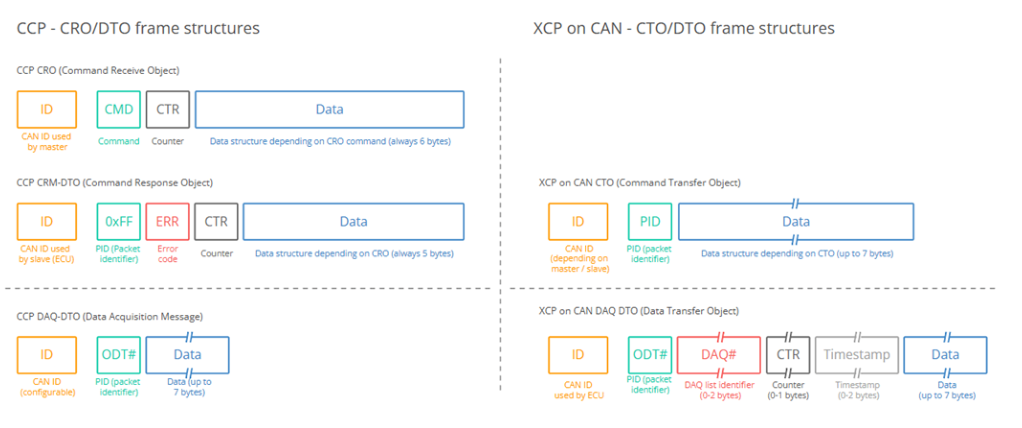 CCP - CRO/DTO frame structures
XCP on CAN - CTO/DTO frame structures
CCP CRO (Command Receive Object)
ID
CMD
CTR
Data
CAN ID used
by master
Command
Counter
Data structure depending on CRO command (always 6 bytes)
CCP CRM-DTO (Command Response Object)
ID
0xFF
ERR
CTR
Data
CAN ID used
by slave (ECU)
PID (Packet
identifier)
Error
code
Counter
Data structure depending on CRO (always 5 bytes)
XCP on CAN CTO (Command Transfer Object)
ID
PID
Data
CAN ID
(depending on
master / slave)
PID (packet
identifier)
Data structure depending on CTO (up to 7 bytes)
CCP DAQ-DTO (Data Acquisition Message)
ID
ODT#
Data
CAN ID
(configurable)
PID (packet
identifier)
Data (up to
7 bytes)
XCP on CAN DAQ DTO (Data Transfer Object)
ID
ODT#
DAQ#
CTR
Timestamp
Data
CAN ID
used by ECU
PID (packet
identifier)
DAQ list identifier
(0-2 bytes)
Counter
(0-1 bytes)
Timestamp
(0-2 bytes)
Data
(up to 7 bytes)